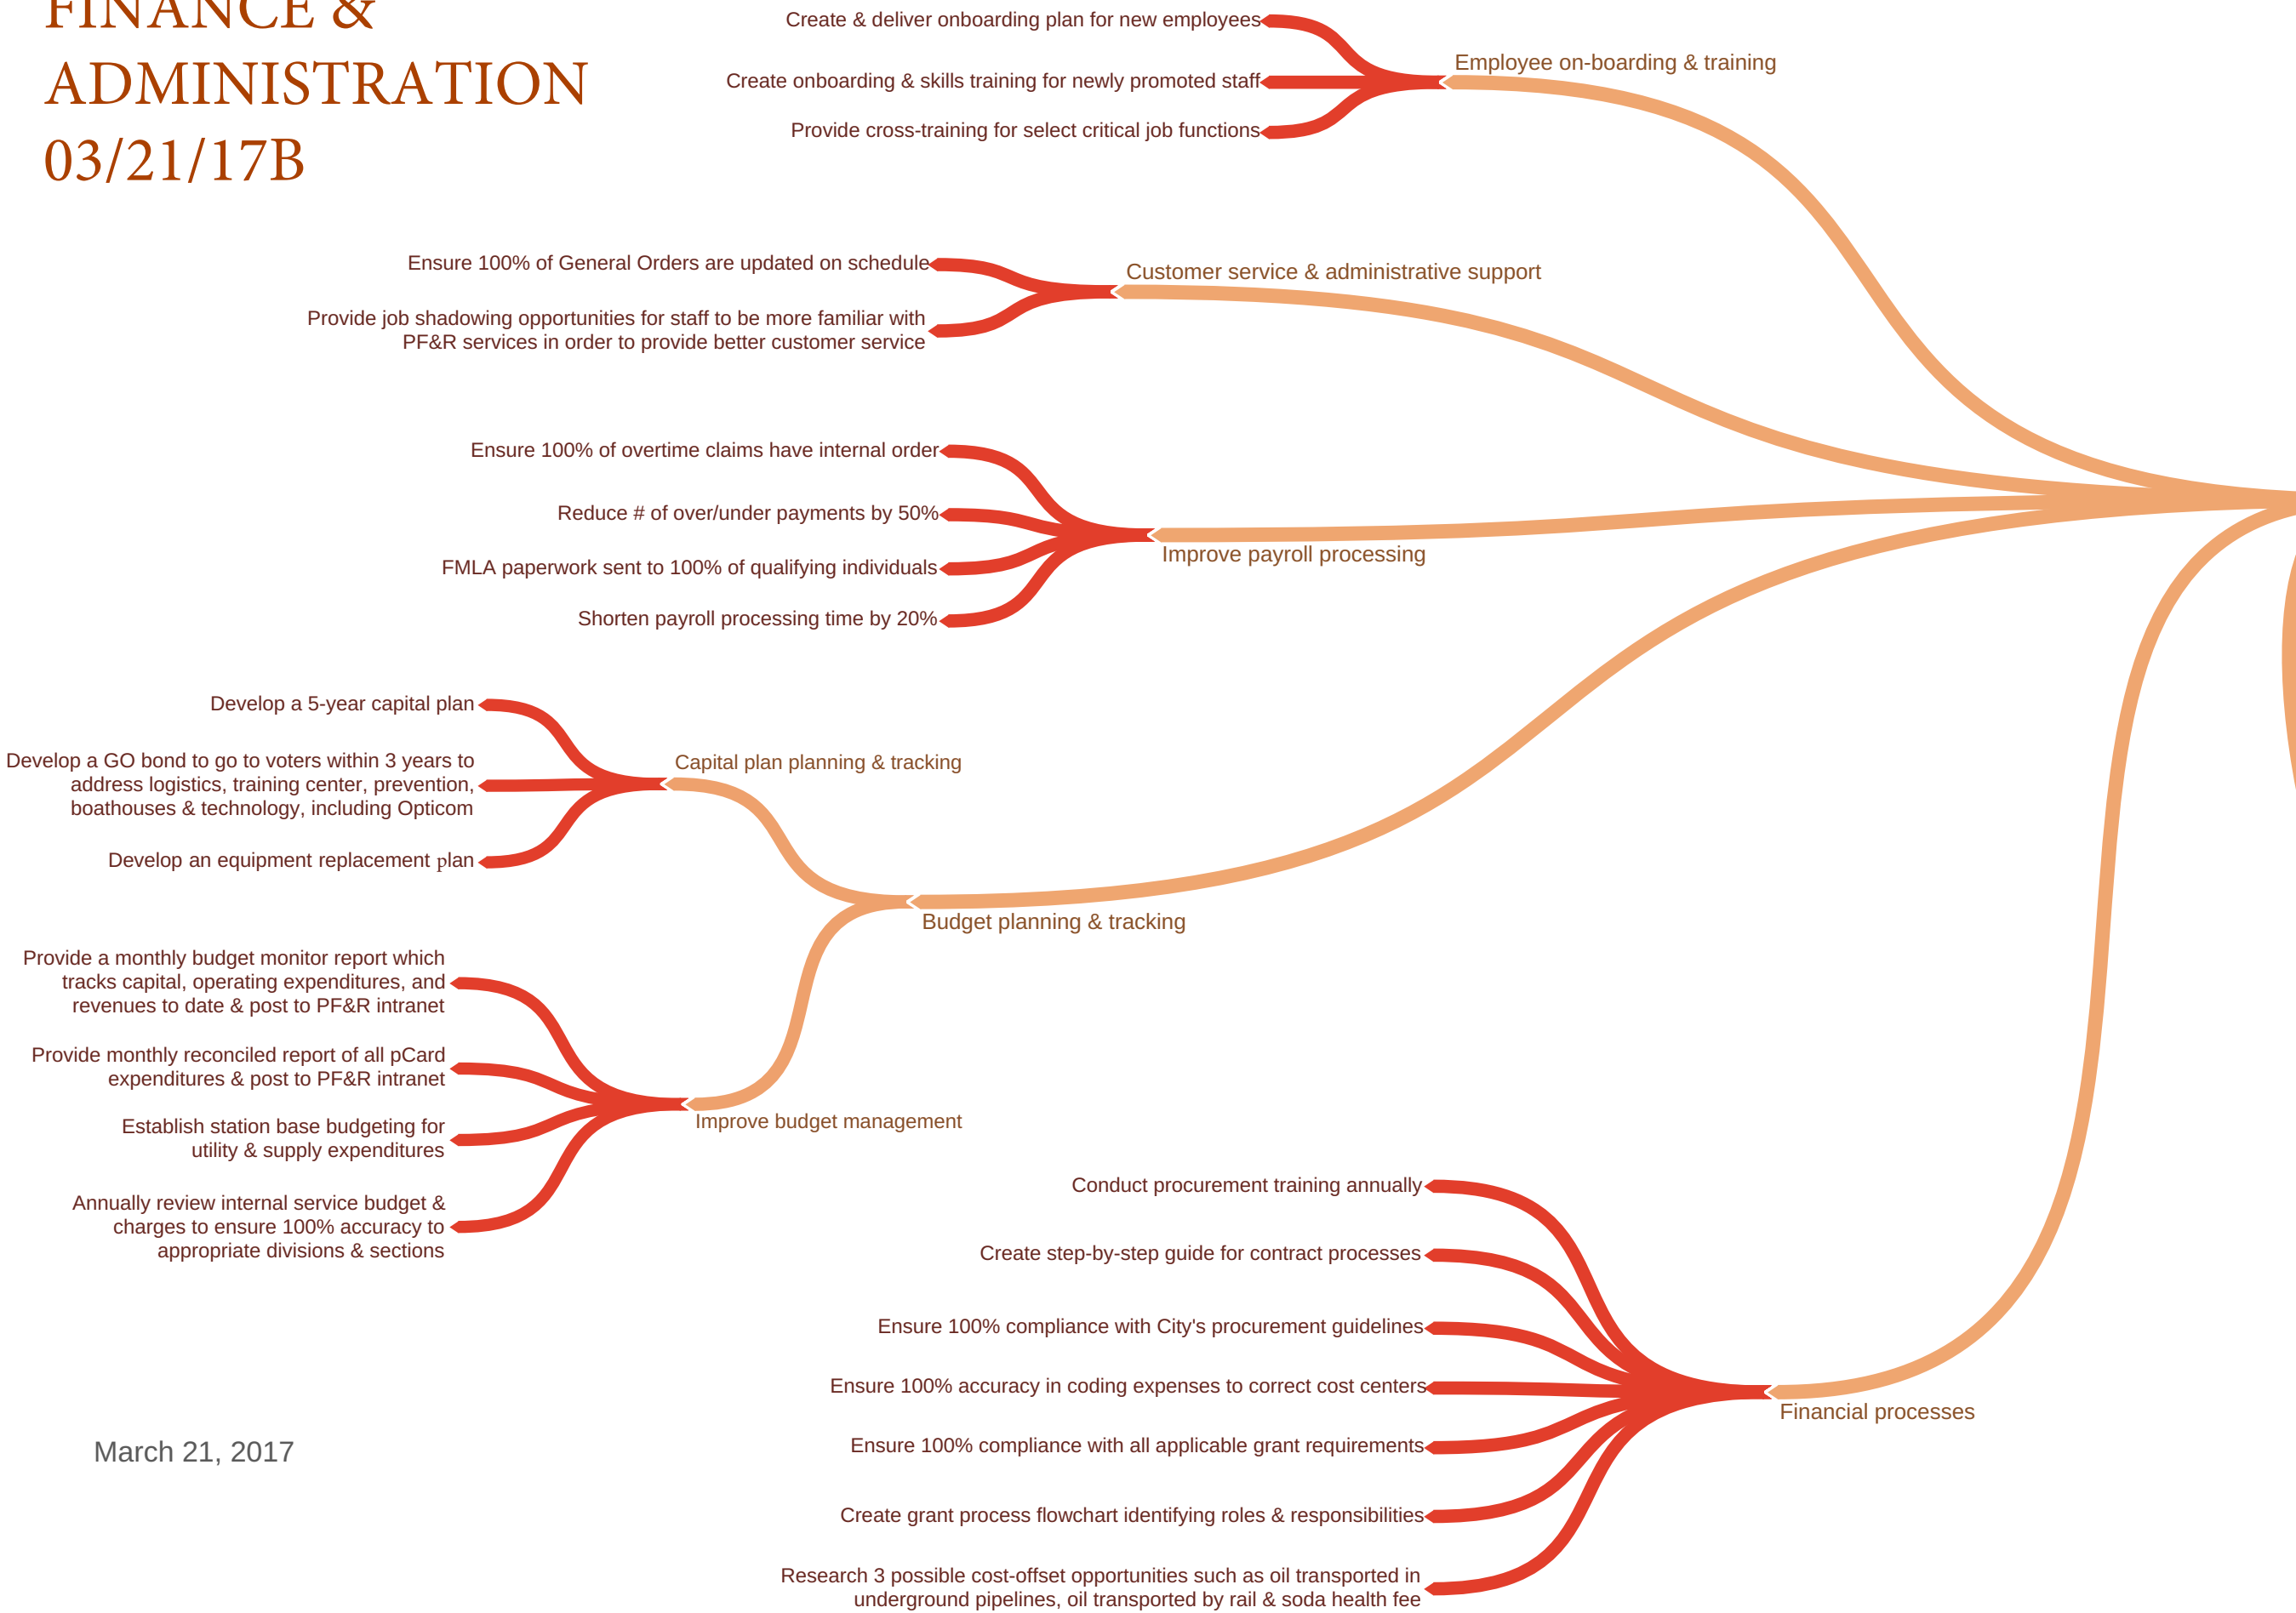 FINANCE &
ADMINISTRATION
03/21/17B
Create & deliver onboarding plan for new employees
Create onboarding & skills training for newly promoted staff
Provide cross-training for select critical job functions
Employee on-boarding & training
Ensure 100% of General Orders are updated on schedule
Provide job shadowing opportunities for staff to be more familiar with
PF&R services in order to provide better customer service
Customer service & administrative support
Ensure 100% of overtime claims have internal order
Reduce # of over/under payments by 50%
FMLA paperwork sent to 100% of qualifying individuals
Shorten payroll processing time by 20%
Improve payroll processing
Develop a 5-year capital plan
Develop a GO bond to go to voters within 3 years to
address logistics, training center, prevention,
boathouses & technology, including Opticom
Develop an equipment replacement plan
Capital plan planning & tracking
Budget planning & tracking
Provide a monthly budget monitor report which
tracks capital, operating expenditures, and
revenues to date & post to PF&R intranet
Provide monthly reconciled report of all pCard
expenditures & post to PF&R intranet
Establish station base budgeting for
utility & supply expenditures
Annually review internal service budget &
charges to ensure 100% accuracy to
appropriate divisions & sections
Improve budget management
Conduct procurement training annually
Create step-by-step guide for contract processes
Ensure 100% compliance with City's procurement guidelines
Ensure 100% accuracy in coding expenses to correct cost centers
Ensure 100% compliance with all applicable grant requirements
Create grant process flowchart identifying roles & responsibilities
Research 3 possible cost-offset opportunities such as oil transported in
underground pipelines, oil transported by rail & soda health fee
Financial processes
March 21, 2017